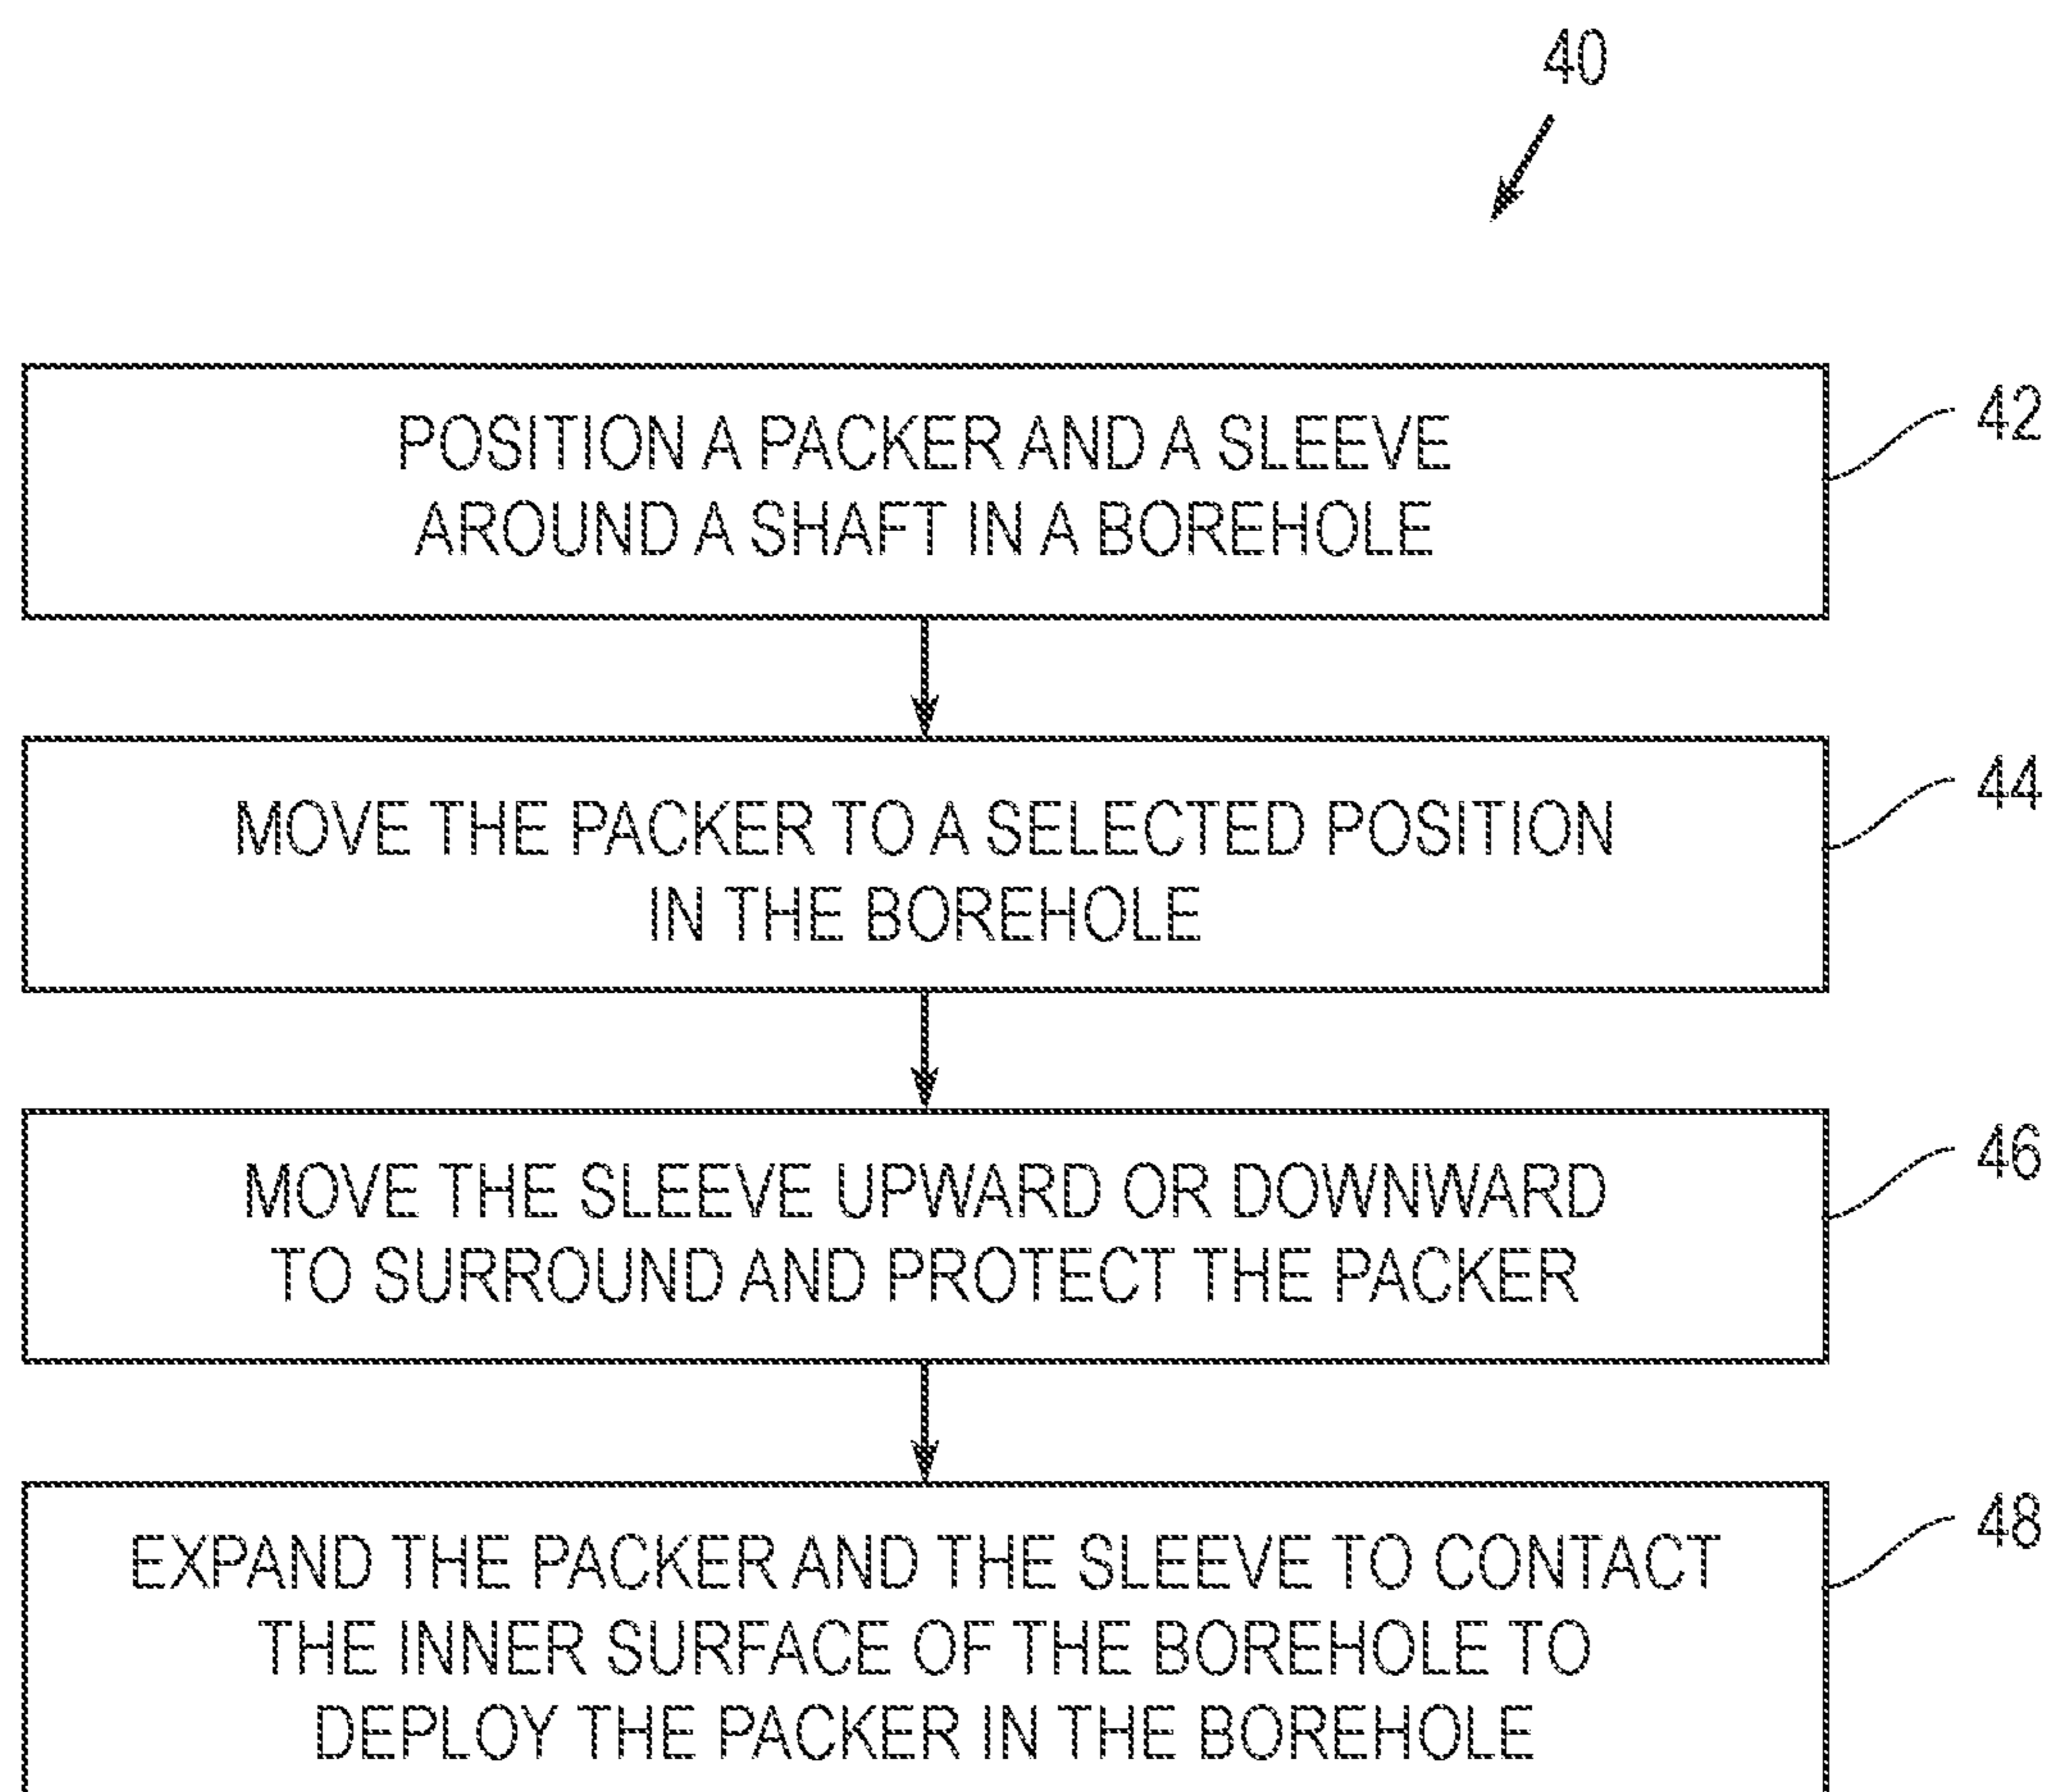 40
POSITION A PACKER AND A SLEEVE
AROUND A SHAFT IN A BOREHOLE
42
MOVE THE PACKER TO A SELECTED POSITION
IN THE BOREHOLE
44
MOVE THE SLEEVE UPWARD OR DOWNWARD
TO SURROUND AND PROTECT THE PACKER
46
EXPAND THE PACKER AND THE SLEEVE TO CONTACT
THE INNER SURFACE OF THE BOREHOLE TO
DEPLOY THE PACKER IN THE BOREHOLE
48